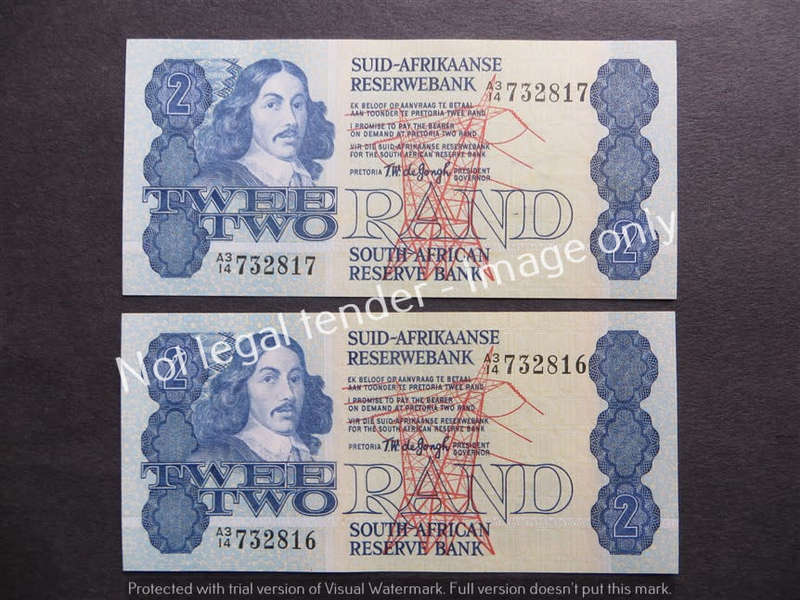 2
SUID-AFRIKAANSE
RESERWEBANK
A3/14 732817
EK BELOOF OP AANVRAAG TE BETAAL
AAN TOONDER TE PRETORIA TWEE RAND
I PROMISE TO PAY THE BEARER
ON DEMAND AT PRETORIA TWO RAND
VIR DIE SUID-AFRIKAANSE RESERWEBANK
FOR THE SOUTH AFRICAN RESERVE BANK
PRETORIA T.W. de Jongh PRESIDENT
GOVERNOR
TWEE
TWO RAND
2
A3/14 732817
SOUTH AFRICAN
RESERVE BANK
Not legal tender - Image only
2
SUID-AFRIKAANSE
RESERWEBANK
A3/14 732816
EK BELOOF OP AANVRAAG TE BETAAL
AAN TOONDER TE PRETORIA TWEE RAND
I PROMISE TO PAY THE BEARER
ON DEMAND AT PRETORIA TWO RAND
VIR DIE SUID-AFRIKAANSE RESERWEBANK
FOR THE SOUTH AFRICAN RESERVE BANK
PRETORIA T.W. de Jongh PRESIDENT
GOVERNOR
TWEE
TWO RAND
2
A3/14 732816
SOUTH AFRICAN
RESERVE BANK
Protected with trial version of Visual Watermark. Full version doesn't put this mark.